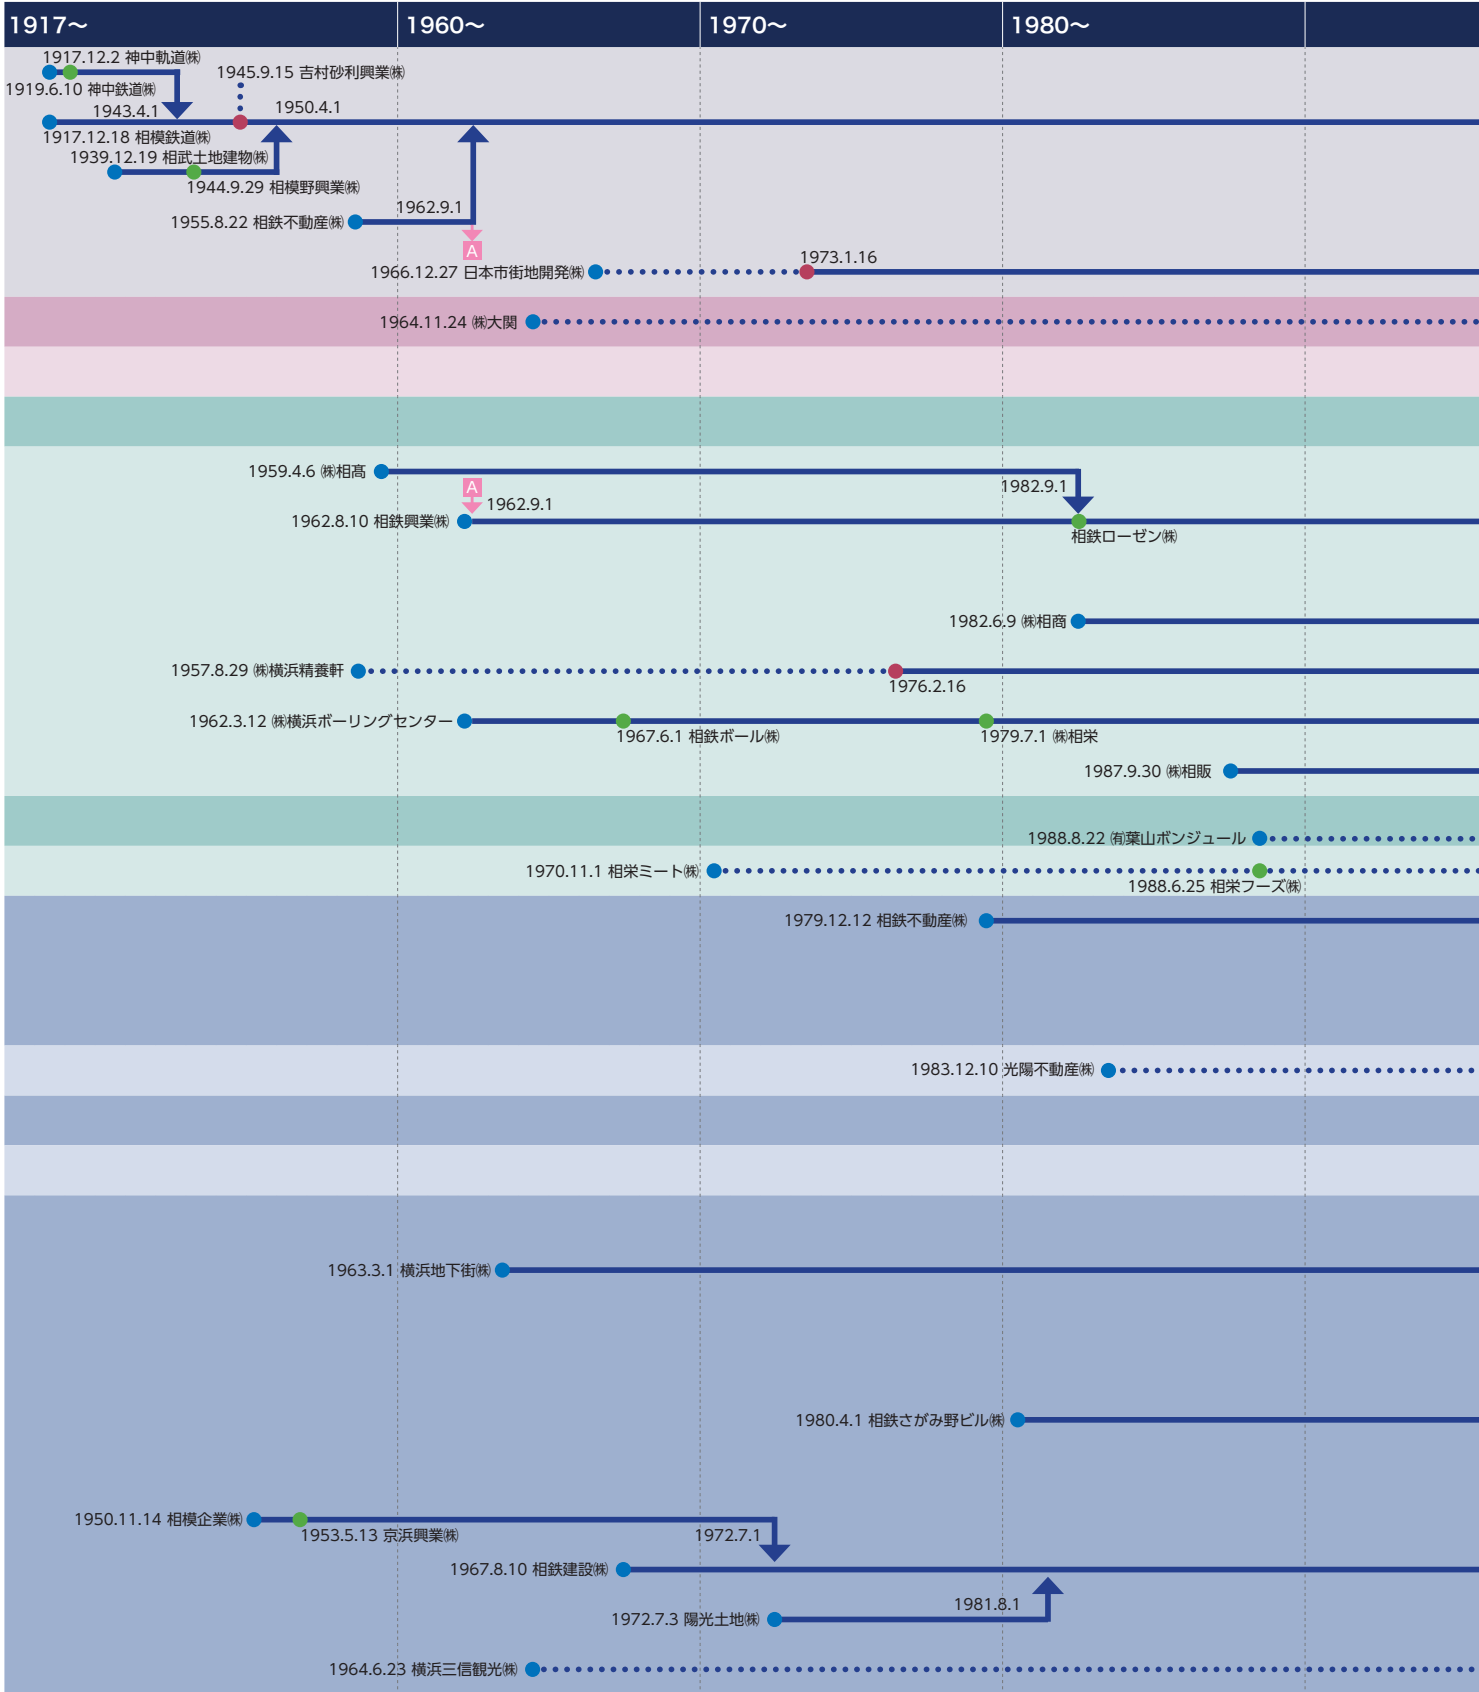 1917～
1960～
1970～
1980～
1917.12.2 神中軌道㈱
1945.9.15 吉村砂利興業㈱
1919.6.10 神中鉄道㈱
1943.4.1
1950.4.1
1917.12.18 相模鉄道㈱
1939.12.19 相武土地建物㈱
1944.9.29 相模野興業㈱
1962.9.1
1955.8.22 相鉄不動産㈱
A
1973.1.16
1966.12.27 日本市街地開発㈱
1964.11.24 ㈱大関
1959.4.6 ㈱相髙
A
1982.9.1
1962.9.1
1962.8.10 相鉄興業㈱
相鉄ローゼン㈱
1982.6.9 ㈱相商
1957.8.29 ㈱横浜精養軒
1976.2.16
1962.3.12 ㈱横浜ボーリングセンター
1967.6.1 相鉄ボール㈱
1979.7.1 ㈱相栄
1987.9.30 ㈱相販
1988.8.22 ㈲葉山ボンジュール
1970.11.1 相栄ミート㈱
1988.6.25 相栄フーズ㈱
1979.12.12 相鉄不動産㈱
1983.12.10 光陽不動産㈱
1963.3.1 横浜地下街㈱
1980.4.1 相鉄さがみ野ビル㈱
1950.11.14 相模企業㈱
1953.5.13 京浜興業㈱
1972.7.1
1967.8.10 相鉄建設㈱
1981.8.1
1972.7.3 陽光土地㈱
1964.6.23 横浜三信観光㈱